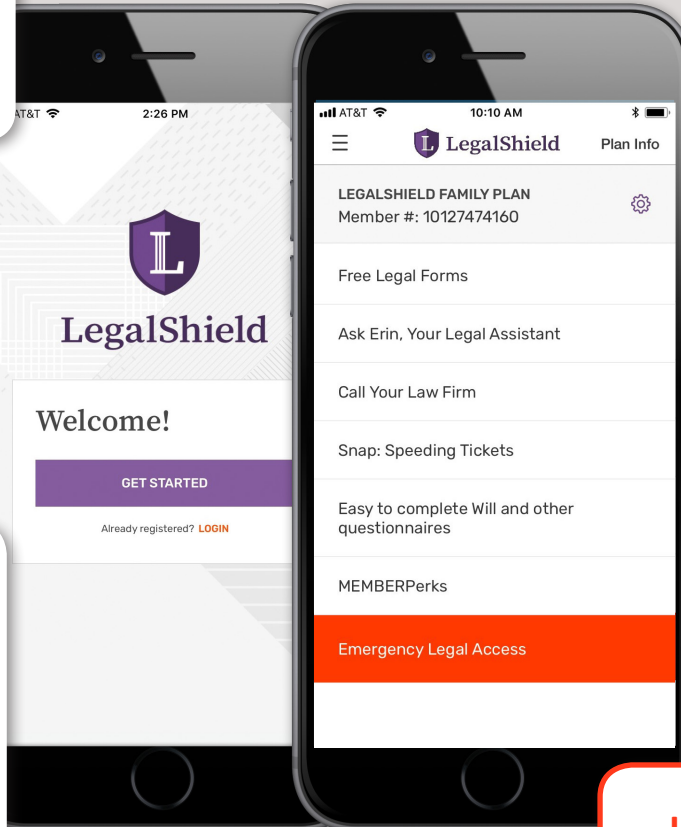 AT&T
2:26 PM
L
LegalShield
Welcome!
GET STARTED
Already registered? LOGIN
AT&T
10:10 AM
L LegalShield
Plan Info
LEGALSHIELD FAMILY PLAN
Member #: 10127474160
Free Legal Forms
Ask Erin, Your Legal Assistant
Call Your Law Firm
Snap: Speeding Tickets
Easy to complete Will and other
questionnaires
MEMBERPerks
Emergency Legal Access